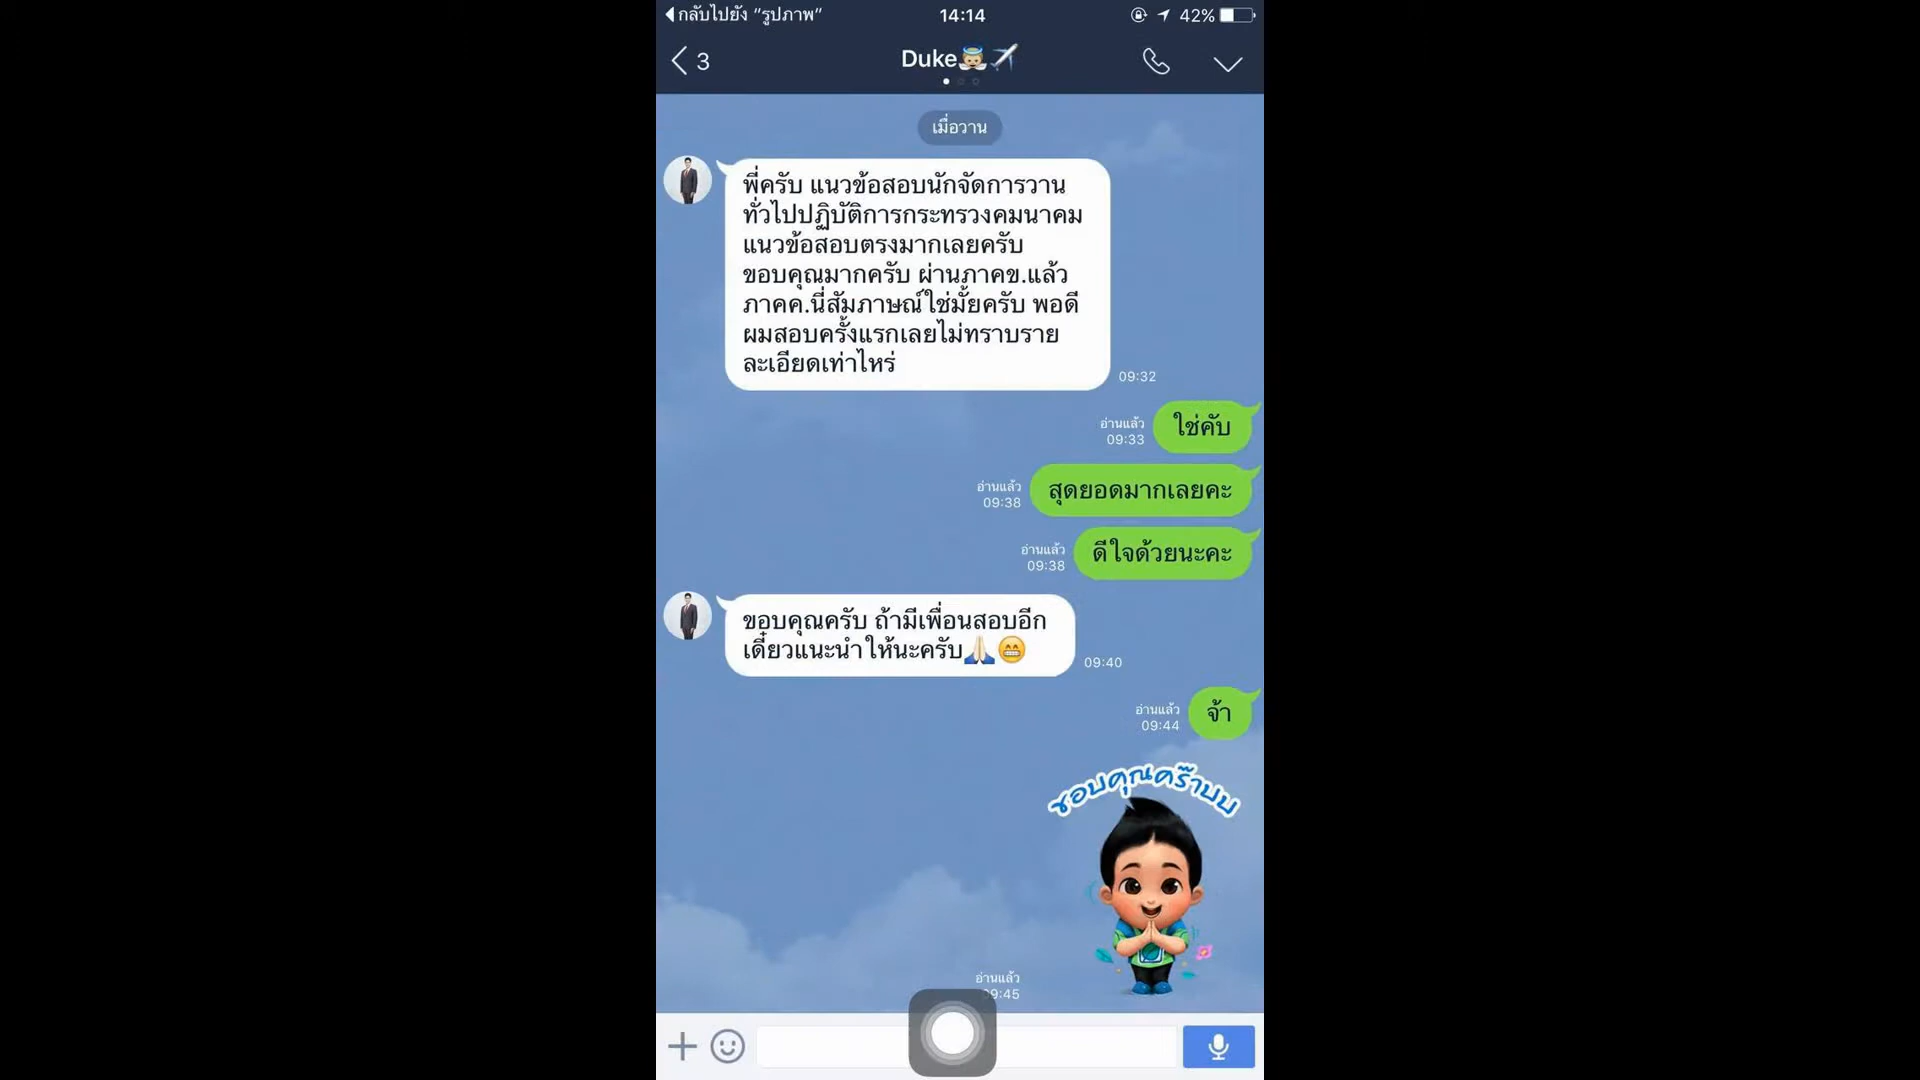 กลับไปยัง “รูปภาพ”
14:14
42%
3
Duke
เมื่อวาน
พี่ครับ แนวข้อสอบนักจัดการวาน
ทั่วไปปฏิบัติการกระทรวงคมนาคม
แนวข้อสอบตรงมากเลยครับ
ขอบคุณมากครับ ผ่านภาคข.แล้ว
ภาคค.นี่สัมภาษณ์ใช่มั้ยครับ พอดี
ผมสอบครั้งแรกเลยไม่ทราบราย
ละเอียดเท่าไหร่
09:32
ใช่คับ
อ่านแล้ว
09:33
สุดยอดมากเลยคะ
อ่านแล้ว
09:38
ดีใจด้วยนะคะ
อ่านแล้ว
09:38
ขอบคุณครับ ถ้ามีเพื่อนสอบอีก
เดี๋ยวแนะนำให้นะครับ🙏😁
09:40
จ้า
อ่านแล้ว
09:44
ขอบคุณคร๊าบบ
อ่านแล้ว
09:45